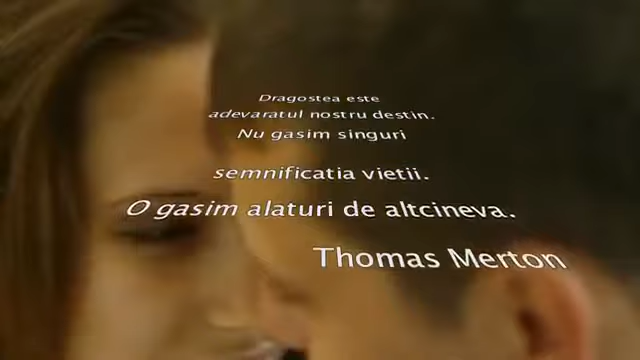 Dragostea este
adevaratul nostru destin.
Nu gasim singuri
semnificatia vietii.
O gasim alaturi de altcineva.
Thomas Merton